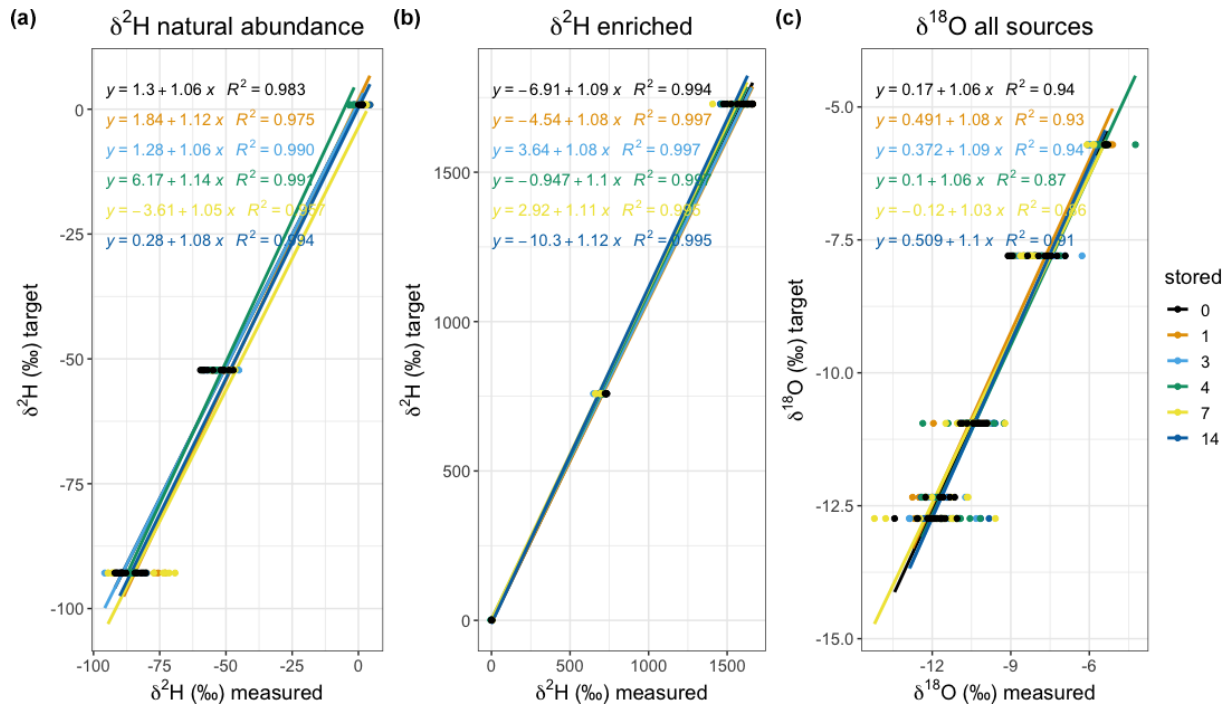 (a) δ²H natural abundance
y = 1.3 + 1.06 x R² = 0.983
y = 1.84 + 1.12 x R² = 0.975
y = 1.28 + 1.06 x R² = 0.990
y = 6.17 + 1.14 x R² = 0.991
y = −3.61 + 1.05 x
y = 0.28 + 1.08 x R² = 0.994
δ²H (‰) target
0
-25
-50
-75
-100
-100 -75 -50 -25 0
δ²H (‰) measured
(b) δ²H enriched
y = −6.91 + 1.09 x R² = 0.994
y = −4.54 + 1.08 x R² = 0.997
y = 3.64 + 1.08 x R² = 0.997
y = −0.947 + 1.1 x R² = 0.997
y = 2.92 + 1.11 x
y = −10.3 + 1.12 x R² = 0.995
δ²H (‰) target
1500
1000
500
0
0 500 1000 1500
δ²H (‰) measured
(c) δ¹⁸O all sources
y = 0.17 + 1.06 x R² = 0.94
y = 0.491 + 1.08 x R² = 0.93
y = 0.372 + 1.09 x R² = 0.94
y = 0.1 + 1.06 x R² = 0.87
y = −0.12 + 1.03 x
y = 0.509 + 1.1 x R² = 0.91
δ¹⁸O (‰) target
-5.0
-7.5
-10.0
-12.5
-15.0
-12 -9 -6
δ¹⁸O (‰) measured
stored
0
1
3
4
7
14